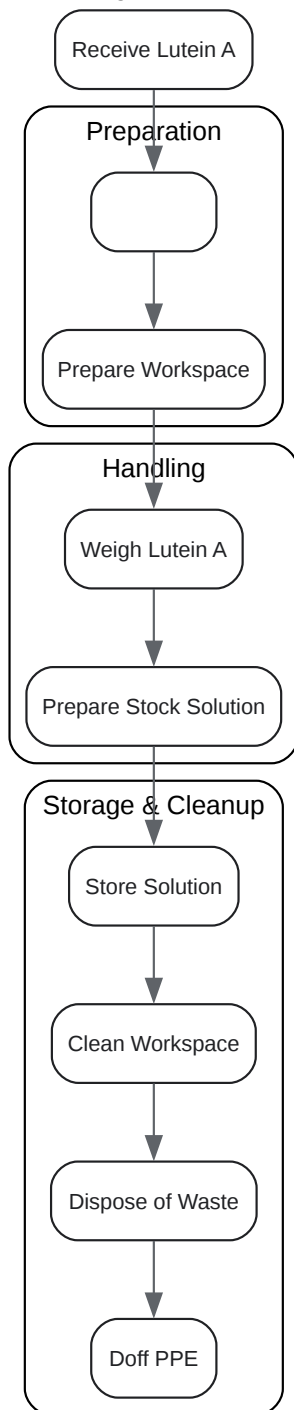 Receive Lutein A
Preparation
Prepare Workspace
Handling
Weigh Lutein A
Prepare Stock Solution
Storage & Cleanup
Store Solution
Clean Workspace
Dispose of Waste
Doff PPE